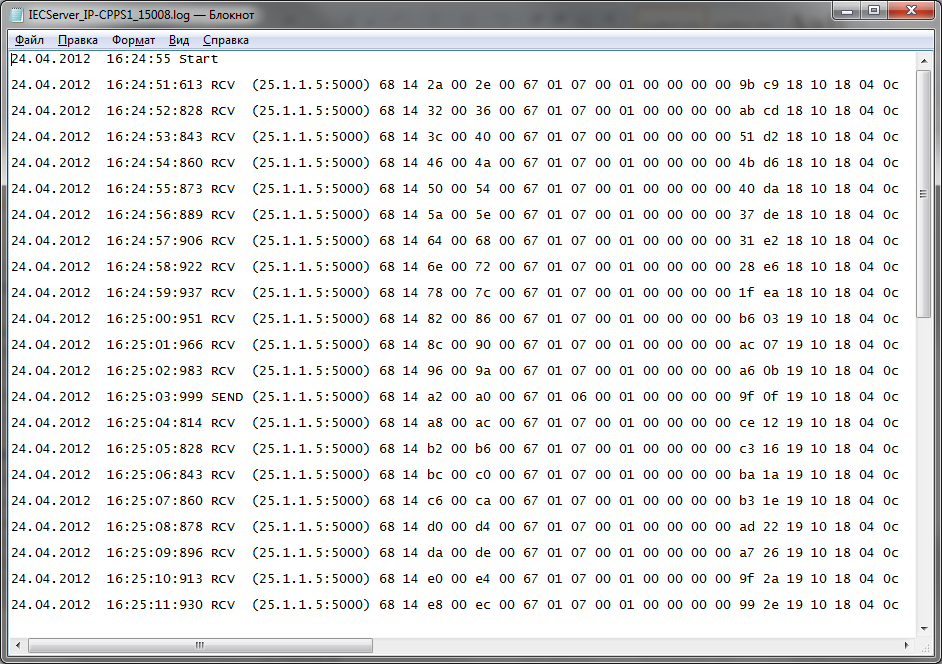 IECServer_IP-CPPS1_15008.log — Блокнот
Файл Правка Формат Вид Справка
24.04.2012 16:24:55 Start
24.04.2012 16:24:51:613 RCV (25.1.1.5:5000) 68 14 2a 00 2e 00 67 01 07 00 01 00 00 00 00 9b c9 18 10 18 04 0c
24.04.2012 16:24:52:828 RCV (25.1.1.5:5000) 68 14 32 00 36 00 67 01 07 00 01 00 00 00 00 ab cd 18 10 18 04 0c
24.04.2012 16:24:53:843 RCV (25.1.1.5:5000) 68 14 3c 00 40 00 67 01 07 00 01 00 00 00 00 51 d2 18 10 18 04 0c
24.04.2012 16:24:54:860 RCV (25.1.1.5:5000) 68 14 46 00 4a 00 67 01 07 00 01 00 00 00 00 4b d6 18 10 18 04 0c
24.04.2012 16:24:55:873 RCV (25.1.1.5:5000) 68 14 50 00 54 00 67 01 07 00 01 00 00 00 00 40 da 18 10 18 04 0c
24.04.2012 16:24:56:889 RCV (25.1.1.5:5000) 68 14 5a 00 5e 00 67 01 07 00 01 00 00 00 00 37 de 18 10 18 04 0c
24.04.2012 16:24:57:906 RCV (25.1.1.5:5000) 68 14 64 00 68 00 67 01 07 00 01 00 00 00 00 31 e2 18 10 18 04 0c
24.04.2012 16:24:58:922 RCV (25.1.1.5:5000) 68 14 6e 00 72 00 67 01 07 00 01 00 00 00 00 28 e6 18 10 18 04 0c
24.04.2012 16:24:59:937 RCV (25.1.1.5:5000) 68 14 78 00 7c 00 67 01 07 00 01 00 00 00 00 1f ea 18 10 18 04 0c
24.04.2012 16:25:00:951 RCV (25.1.1.5:5000) 68 14 82 00 86 00 67 01 07 00 01 00 00 00 00 b6 03 19 10 18 04 0c
24.04.2012 16:25:01:966 RCV (25.1.1.5:5000) 68 14 8c 00 90 00 67 01 07 00 01 00 00 00 00 ac 07 19 10 18 04 0c
24.04.2012 16:25:02:983 RCV (25.1.1.5:5000) 68 14 96 00 9a 00 67 01 07 00 01 00 00 00 00 a6 0b 19 10 18 04 0c
24.04.2012 16:25:03:999 SEND (25.1.1.5:5000) 68 14 a2 00 a0 00 67 01 06 00 01 00 00 00 00 9f 0f 19 10 18 04 0c
24.04.2012 16:25:04:814 RCV (25.1.1.5:5000) 68 14 a8 00 ac 00 67 01 07 00 01 00 00 00 00 ce 12 19 10 18 04 0c
24.04.2012 16:25:05:828 RCV (25.1.1.5:5000) 68 14 b2 00 b6 00 67 01 07 00 01 00 00 00 00 c3 16 19 10 18 04 0c
24.04.2012 16:25:06:843 RCV (25.1.1.5:5000) 68 14 bc 00 c0 00 67 01 07 00 01 00 00 00 00 ba 1a 19 10 18 04 0c
24.04.2012 16:25:07:860 RCV (25.1.1.5:5000) 68 14 c6 00 ca 00 67 01 07 00 01 00 00 00 00 b3 1e 19 10 18 04 0c
24.04.2012 16:25:08:878 RCV (25.1.1.5:5000) 68 14 d0 00 d4 00 67 01 07 00 01 00 00 00 00 ad 22 19 10 18 04 0c
24.04.2012 16:25:09:896 RCV (25.1.1.5:5000) 68 14 da 00 de 00 67 01 07 00 01 00 00 00 00 a7 26 19 10 18 04 0c
24.04.2012 16:25:10:913 RCV (25.1.1.5:5000) 68 14 e0 00 e4 00 67 01 07 00 01 00 00 00 00 9f 2a 19 10 18 04 0c
24.04.2012 16:25:11:930 RCV (25.1.1.5:5000) 68 14 e8 00 ec 00 67 01 07 00 01 00 00 00 00 99 2e 19 10 18 04 0c